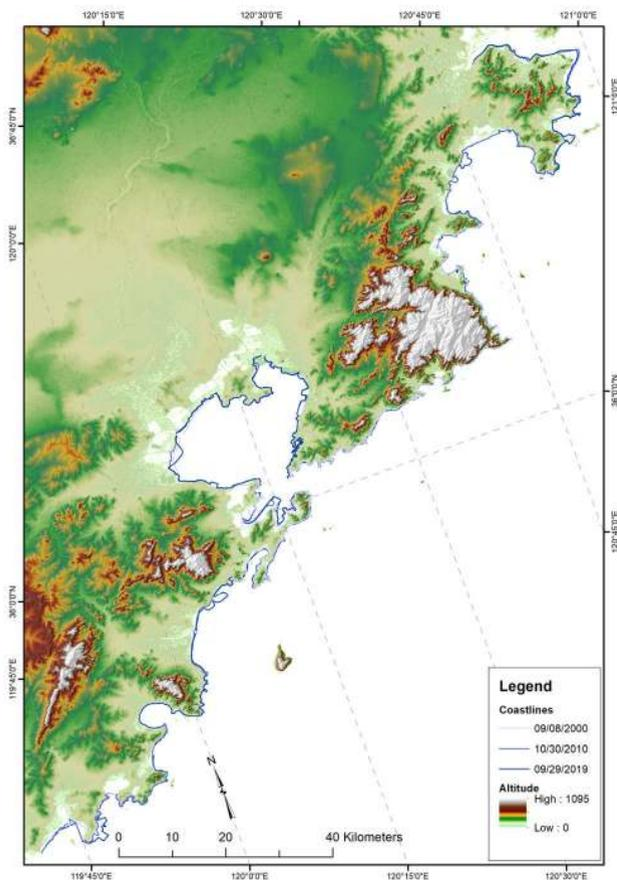 120°15'0"E
120°30'0"E
120°45'0"E
121°0'0"E
36°45'0"N
121°0'0"E
120°0'0"E
36°0'0"N
120°45'0"E
36°0'0"N
119°45'0"E
Legend
Coastlines
09/08/2000
10/30/2010
09/29/2019
Altitude
High : 1095
Low : 0
N
0 10 20 40 Kilometers
119°45'0"E
120°0'0"E
120°15'0"E
120°30'0"E